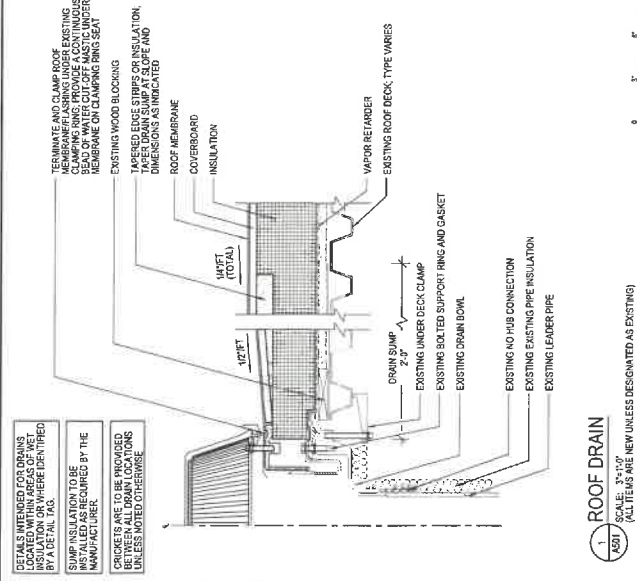 DETAILS INTENDED FOR DRAINS
LOCATED WITHIN AREAS OF WET
INSULATION OR WHERE IDENTIFIED
BY A DETAIL TAG.
SUMP INSULATION TO BE
INSTALLED AS REQUIRED BY THE
MANUFACTURER.
CRICKETS ARE TO BE PROVIDED
BETWEEN ALL DRAIN LOCATIONS
UNLESS NOTED OTHERWISE
TERMINATE AND CLAMP ROOF
MEMBRANE/FLASHING UNDER EXISTING
CLAMPING RING; PROVIDE A CONTINUOUS
BEAD OF WATER CUT-OFF MASTIC UNDER
MEMBRANE ON CLAMPING RING SEAT
EXISTING WOOD BLOCKING
TAPERED EDGE STRIPS OR INSULATION,
TAPER DRAIN SUMP AT SLOPE AND
DIMENSIONS AS INDICATED
ROOF MEMBRANE
COVERBOARD
INSULATION
1/2"/FT
1/4"/FT
(TOTAL)
VAPOR RETARDER
EXISTING ROOF DECK; TYPE VARIES
DRAIN SUMP
2'-0"
EXISTING UNDER DECK CLAMP
EXISTING BOLTED SUPPORT RING AND GASKET
EXISTING DRAIN BOWL
EXISTING NO HUB CONNECTION
EXISTING EXISTING PIPE INSULATION
EXISTING LEADER PIPE
1
A501
ROOF DRAIN
SCALE: 3"=1'-0"
(ALL ITEMS ARE NEW UNLESS DESIGNATED AS EXISTING)
0 3" 6"